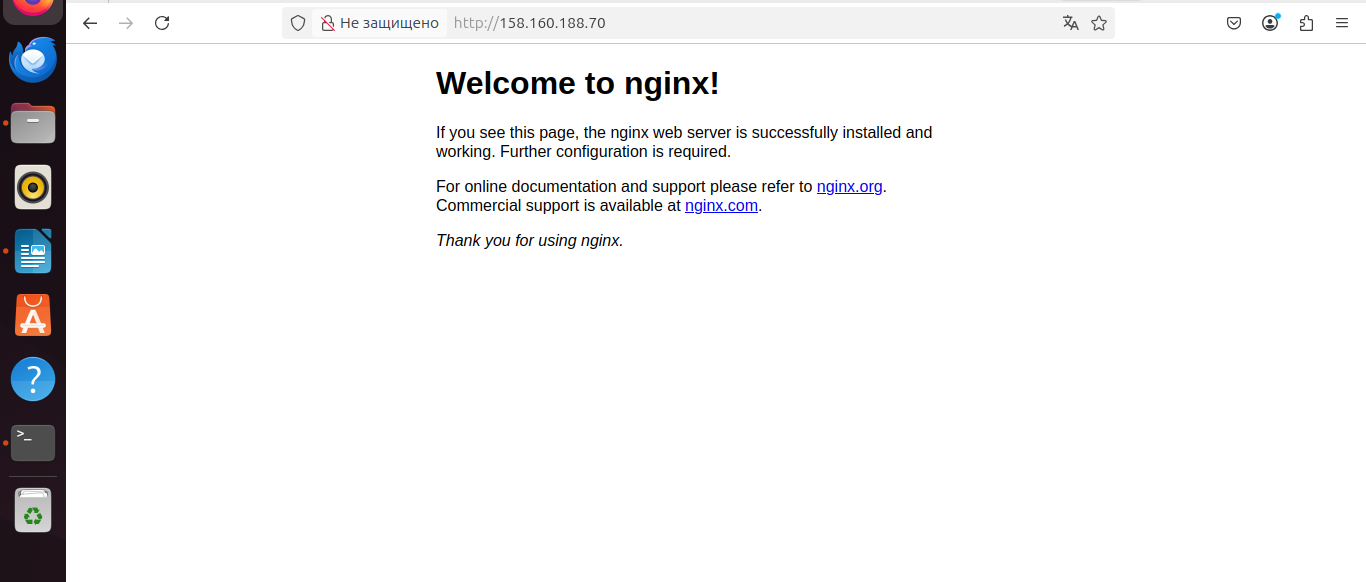 Не защищено http://158.160.188.70
Welcome to nginx!
If you see this page, the nginx web server is successfully installed and
working. Further configuration is required.
For online documentation and support please refer to nginx.org.
Commercial support is available at nginx.com.
Thank you for using nginx.
>_